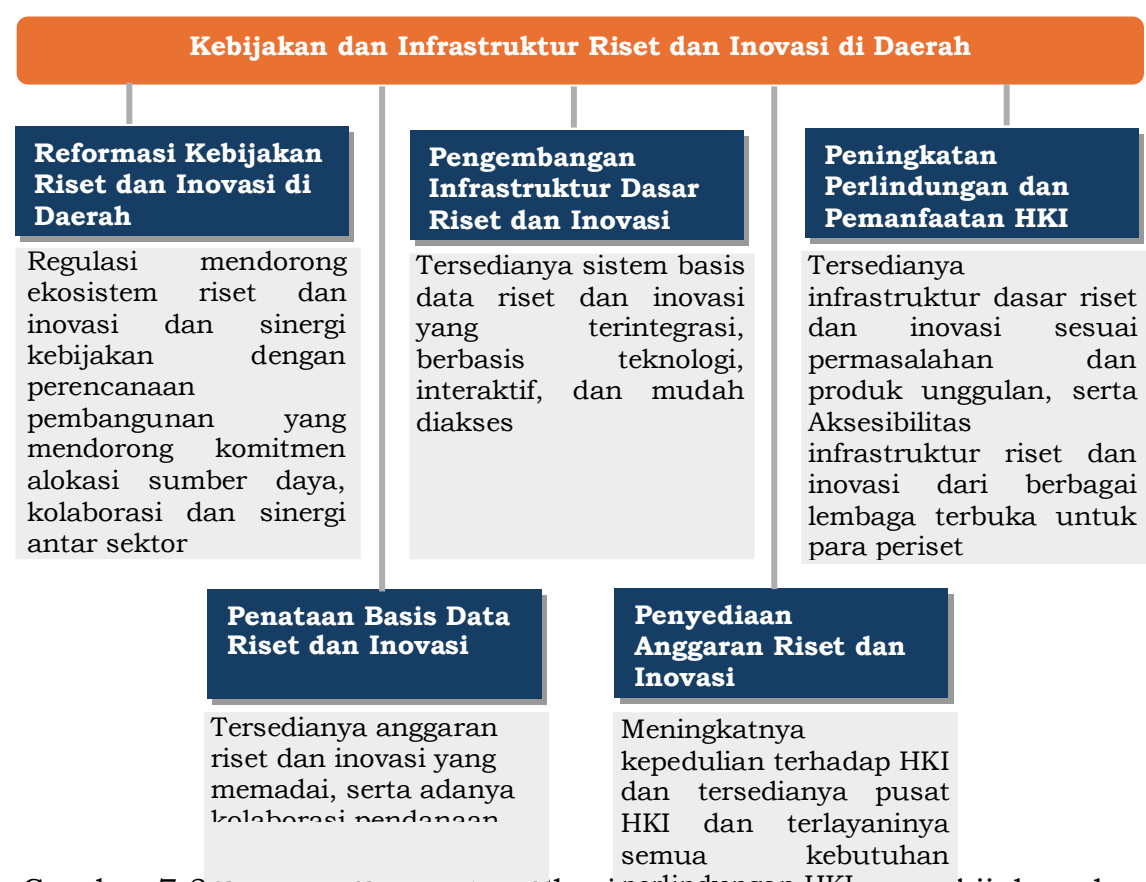 Kebijakan dan Infrastruktur Riset dan Inovasi di Daerah
Reformasi Kebijakan
Riset dan Inovasi di
Daerah
Regulasi mendorong
ekosistem riset dan
inovasi dan sinergi
kebijakan dengan
perencanaan
pembangunan yang
mendorong komitmen
alokasi sumber daya,
kolaborasi dan sinergi
antar sektor
Pengembangan
Infrastruktur Dasar
Riset dan Inovasi
Tersedianya sistem basis
data riset dan inovasi
yang terintegrasi,
berbasis teknologi,
interaktif, dan mudah
diakses
Peningkatan
Perlindungan dan
Pemanfaatan HKI
Tersedianya
infrastruktur dasar riset
dan inovasi sesuai
permasalahan dan
produk unggulan, serta
Aksesibilitas
infrastruktur riset dan
inovasi dari berbagai
lembaga terbuka untuk
para periset
Penataan Basis Data
Riset dan Inovasi
Tersedianya anggaran
riset dan inovasi yang
memadai, serta adanya
kolaborasi pendanaan
Penyediaan
Anggaran Riset dan
Inovasi
Meningkatnya
kepedulian terhadap HKI
dan tersedianya pusat
HKI dan terlayaninya
semua kebutuhan
perlindungan HKI